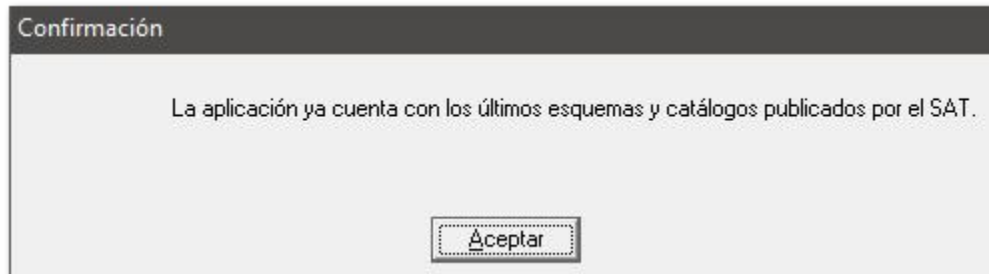 Confirmación
La aplicación ya cuenta con los últimos esquemas y catálogos publicados por el SAT.
Aceptar